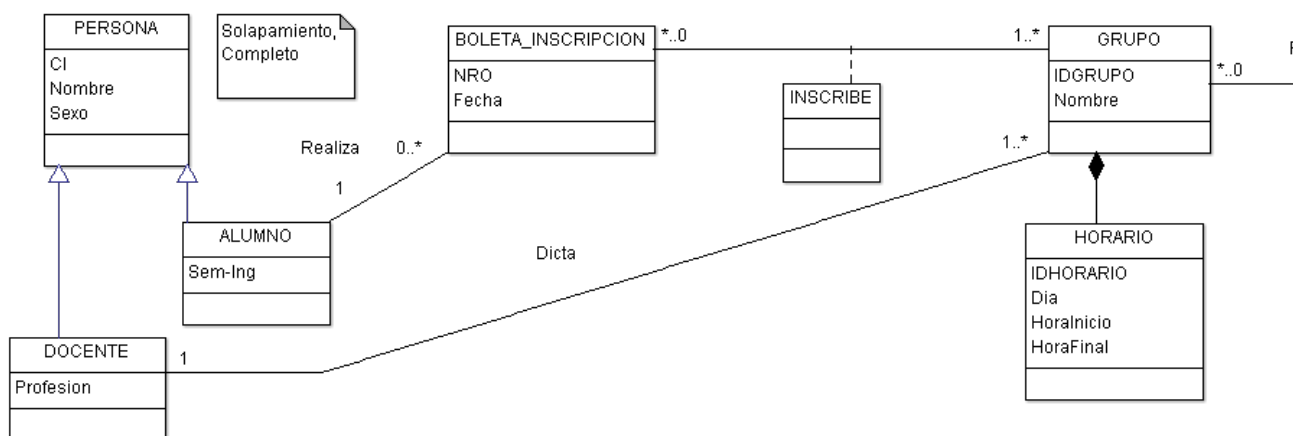 PERSONA
CI
Nombre
Sexo
Solapamiento,
Completo
BOLETA_INSCRIPCION
NRO
Fecha
*..0
1..*
GRUPO
IDGRUPO
Nombre
*..0
INSCRIBE
Realiza
0..*
1
1..*
ALUMNO
Sem-Ing
Dicta
HORARIO
IDHORARIO
Dia
HoraInicio
HoraFinal
DOCENTE
Profesion
1